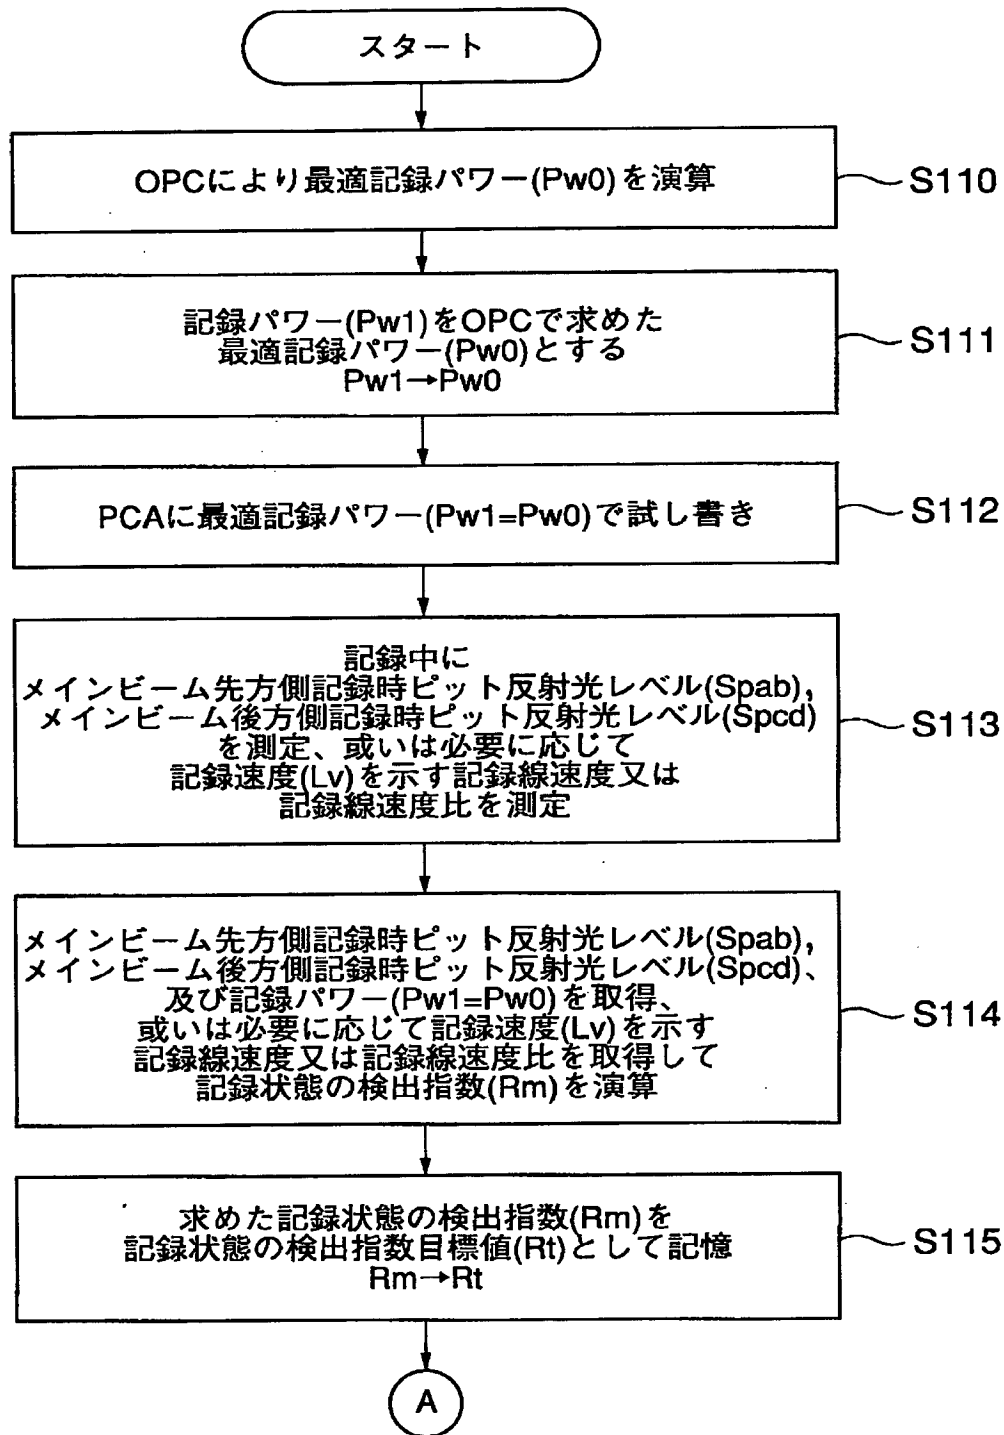 スタート
OPCにより最適記録パワー(Pw0)を演算
S110
記録パワー(Pw1)をOPCで求めた
最適記録パワー(Pw0)とする
Pw1→Pw0
S111
PCAに最適記録パワー(Pw1=Pw0)で試し書き
S112
記録中に
メインビーム先方側記録時ピット反射光レベル(Spab),
メインビーム後方側記録時ピット反射光レベル(Spcd)
を測定、或いは必要に応じて
記録速度(Lv)を示す記録線速度又は
記録線速度比を測定
S113
メインビーム先方側記録時ピット反射光レベル(Spab),
メインビーム後方側記録時ピット反射光レベル(Spcd)、
及び記録パワー(Pw1=Pw0)を取得、
或いは必要に応じて記録速度(Lv)を示す
記録線速度又は記録線速度比を取得して
記録状態の検出指数(Rm)を演算
S114
求めた記録状態の検出指数(Rm)を
記録状態の検出指数目標値(Rt)として記憶
Rm→Rt
S115
A